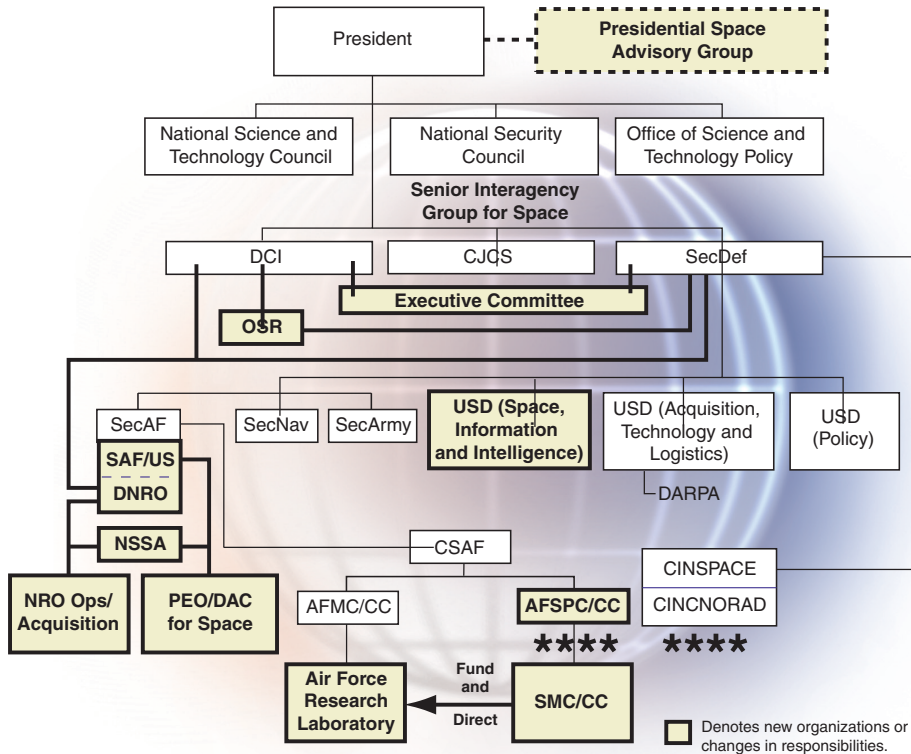 President
Presidential Space
Advisory Group
National Science and
Technology Council
National Security
Council
Office of Science and
Technology Policy
Senior Interagency
Group for Space
DCI
CJCS
SecDef
Executive Committee
OSR
SecAF
SecNav
SecArmy
USD (Space,
Information
and Intelligence)
USD (Acquisition,
Technology and
Logistics)
USD
(Policy)
SAF/US
DNRO
DARPA
NSSA
CSAF
CINSPACE
CINCNORAD
NRO Ops/
Acquisition
PEO/DAC
for Space
AFMC/CC
AFSPC/CC
****
****
Air Force
Research
Laboratory
Fund
and
Direct
SMC/CC
Denotes new organizations or
changes in responsibilities.